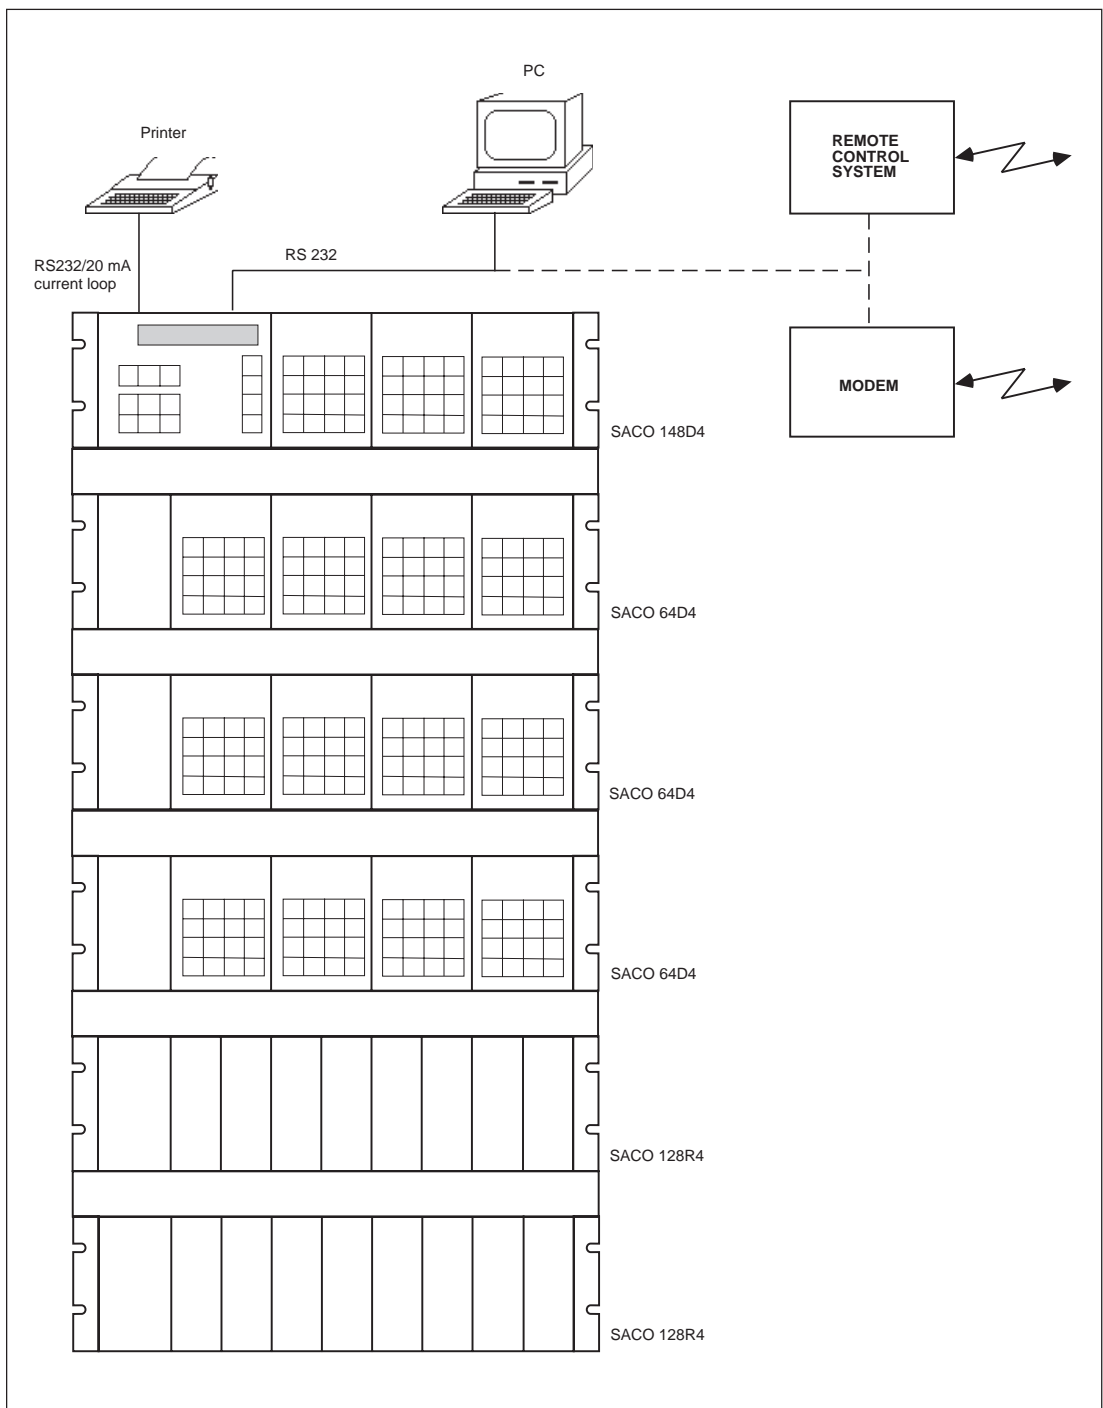 PC
Printer
REMOTE
CONTROL
SYSTEM
RS232/20 mA
current loop
RS 232
MODEM
SACO 148D4
SACO 64D4
SACO 64D4
SACO 64D4
SACO 128R4
SACO 128R4